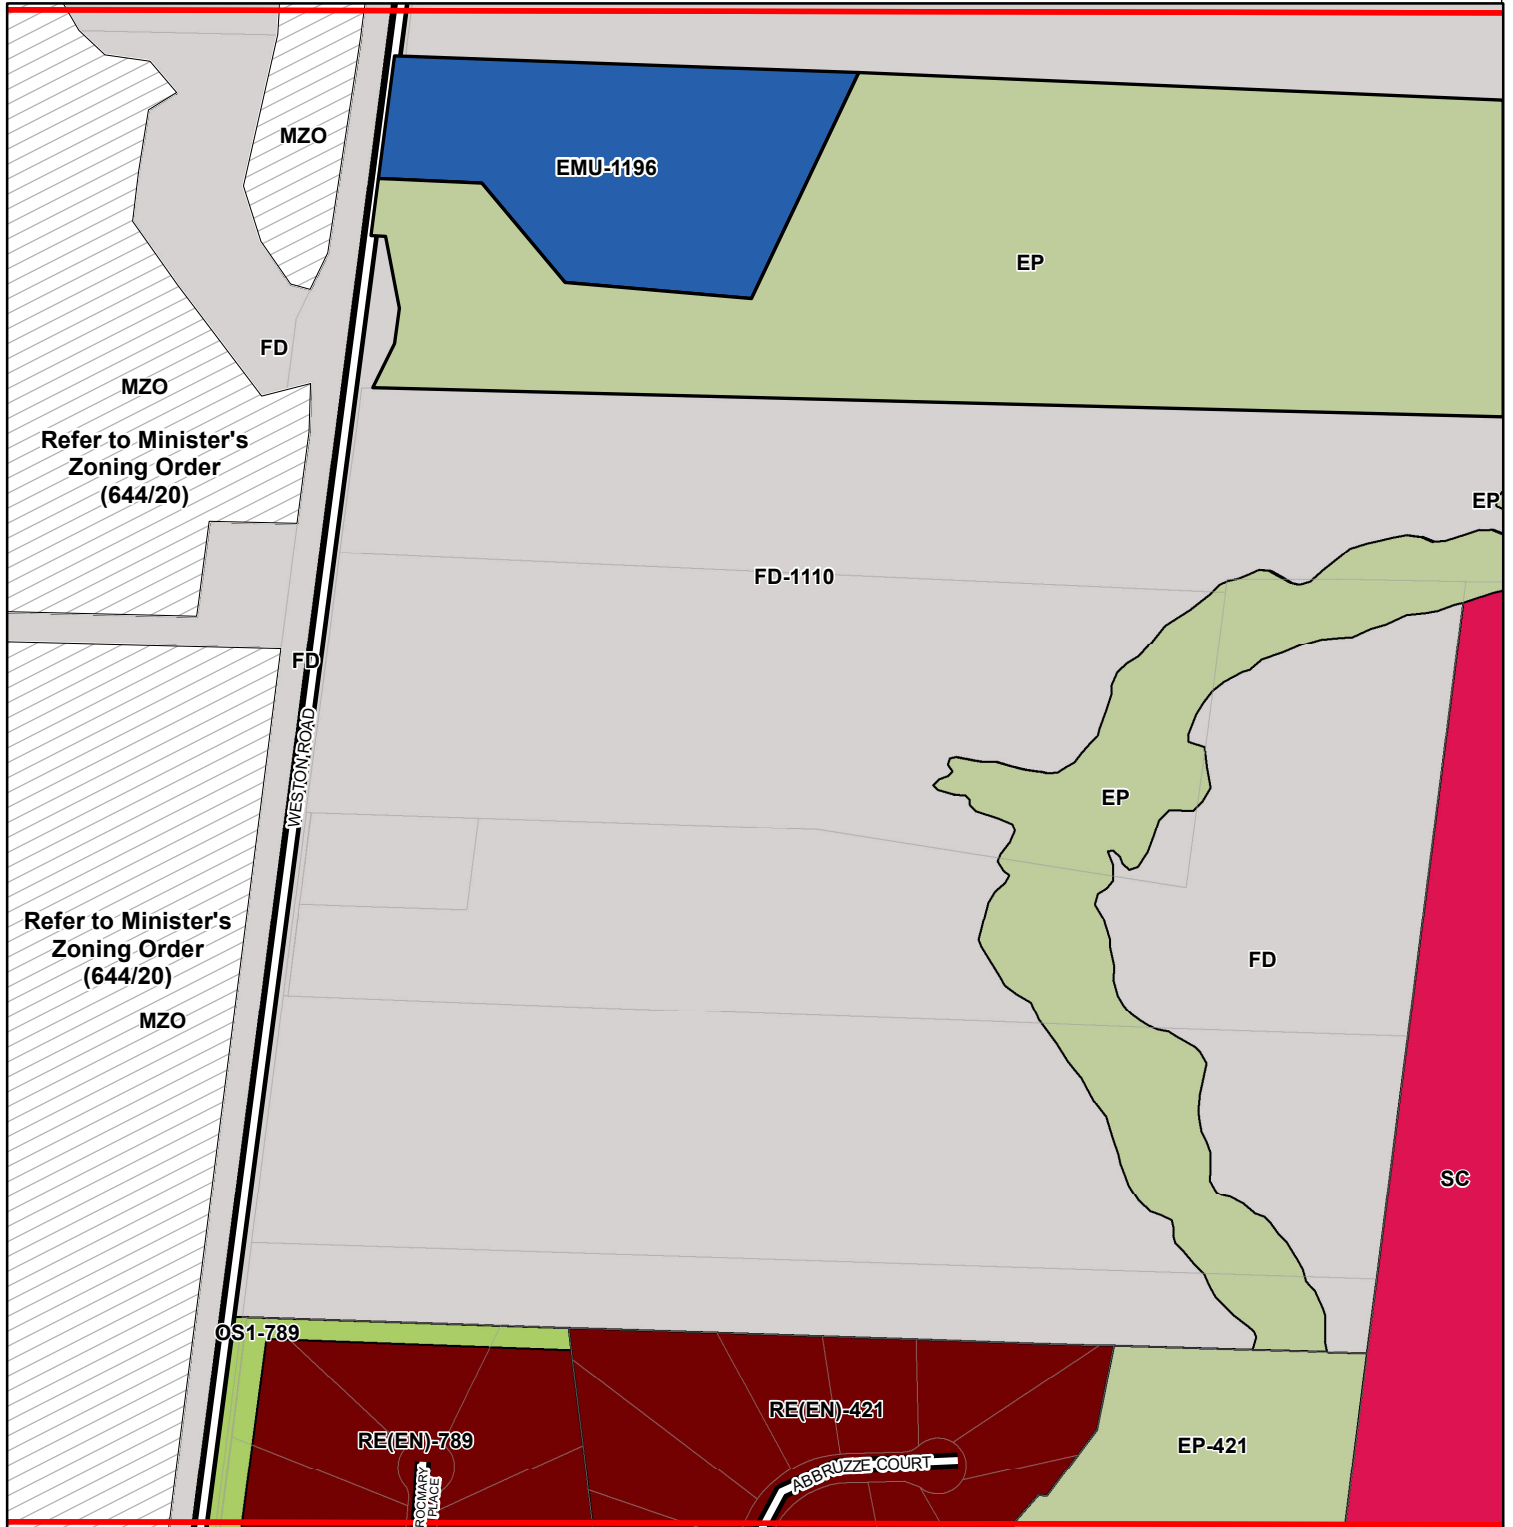 MZO
EMU-1196
EP
FD
MZO
Refer to Minister's
Zoning Order
(644/20)
EP
FD-1110
FD
WESTON ROAD
EP
Refer to Minister's
Zoning Order
(644/20)
FD
MZO
SC
OS1-789
RE(EN)-421
RE(EN)-789
EP-421
ABBRUZZE COURT
ROCMARY
PLACE